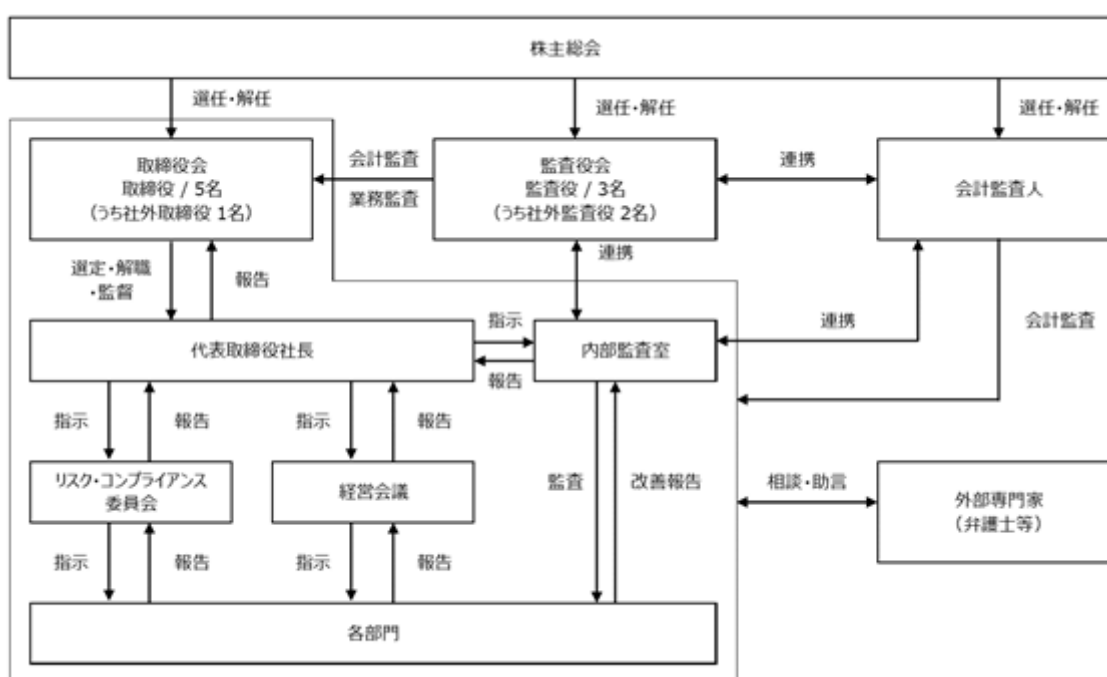 株主総会
選任・解任
選任・解任
選任・解任
取締役会
取締役 / 5名
(うち社外取締役 1名)
会計監査
業務監査
監査役会
監査役 / 3名
(うち社外監査役 2名)
連携
会計監査人
選定・解職
・監督
報告
連携
代表取締役社長
指示
報告
内部監査室
連携
会計監査
指示
報告
指示
報告
リスク・コンプライアンス
委員会
経営会議
監査
改善報告
相談・助言
外部専門家
(弁護士等)
指示
報告
指示
報告
各部門